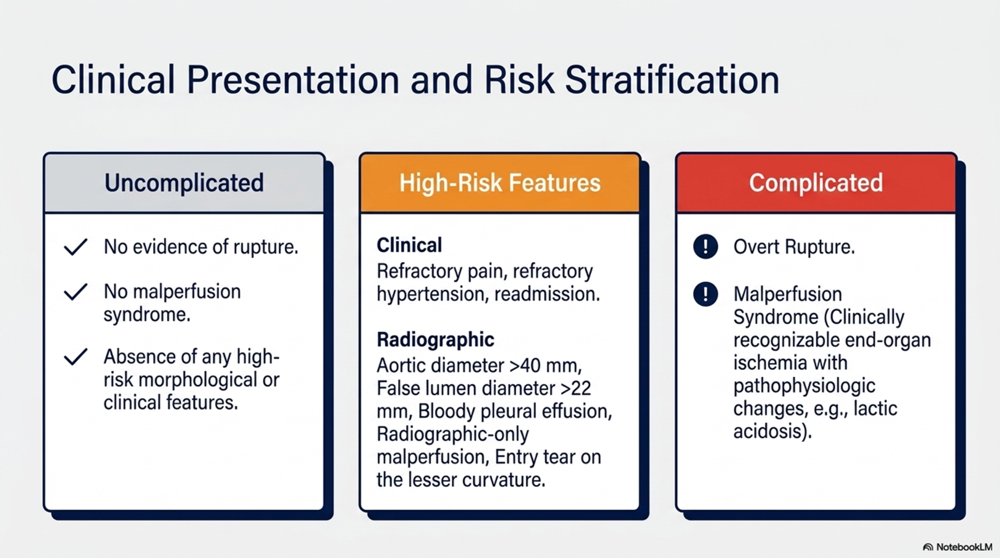 Clinical Presentation and Risk Stratification
Uncomplicated
No evidence of rupture.
No malperfusion
syndrome.
Absence of any high-
risk morphological or
clinical features.
High-Risk Features
Clinical
Refractory pain, refractory
hypertension, readmission.
Radiographic
Aortic diameter >40 mm,
False lumen diameter >22
mm, Bloody pleural effusion,
Radiographic-only
malperfusion, Entry tear on
the lesser curvature.
Complicated
! Overt Rupture.
! Malperfusion
Syndrome (Clinically
recognizable end-organ
ischemia with
pathophysiologic
changes, e.g., lactic
acidosis).
NotebookLM